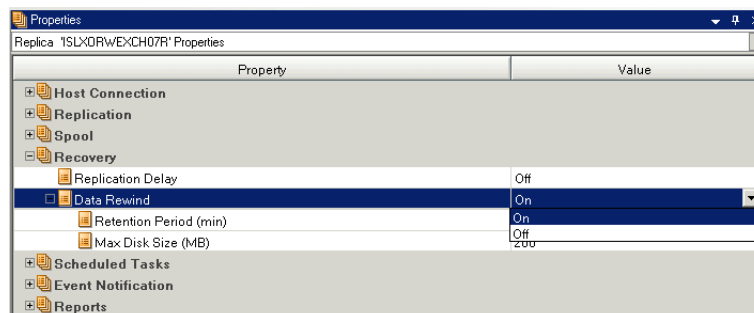 Properties
Replica 'ISLXORWEXCH07R' Properties
Property Value
Host Connection
Replication
Spool
Recovery
Replication Delay Off
Data Rewind On
Retention Period (min) On
Off
Max Disk Size (MB) 200
Scheduled Tasks
Event Notification
Reports